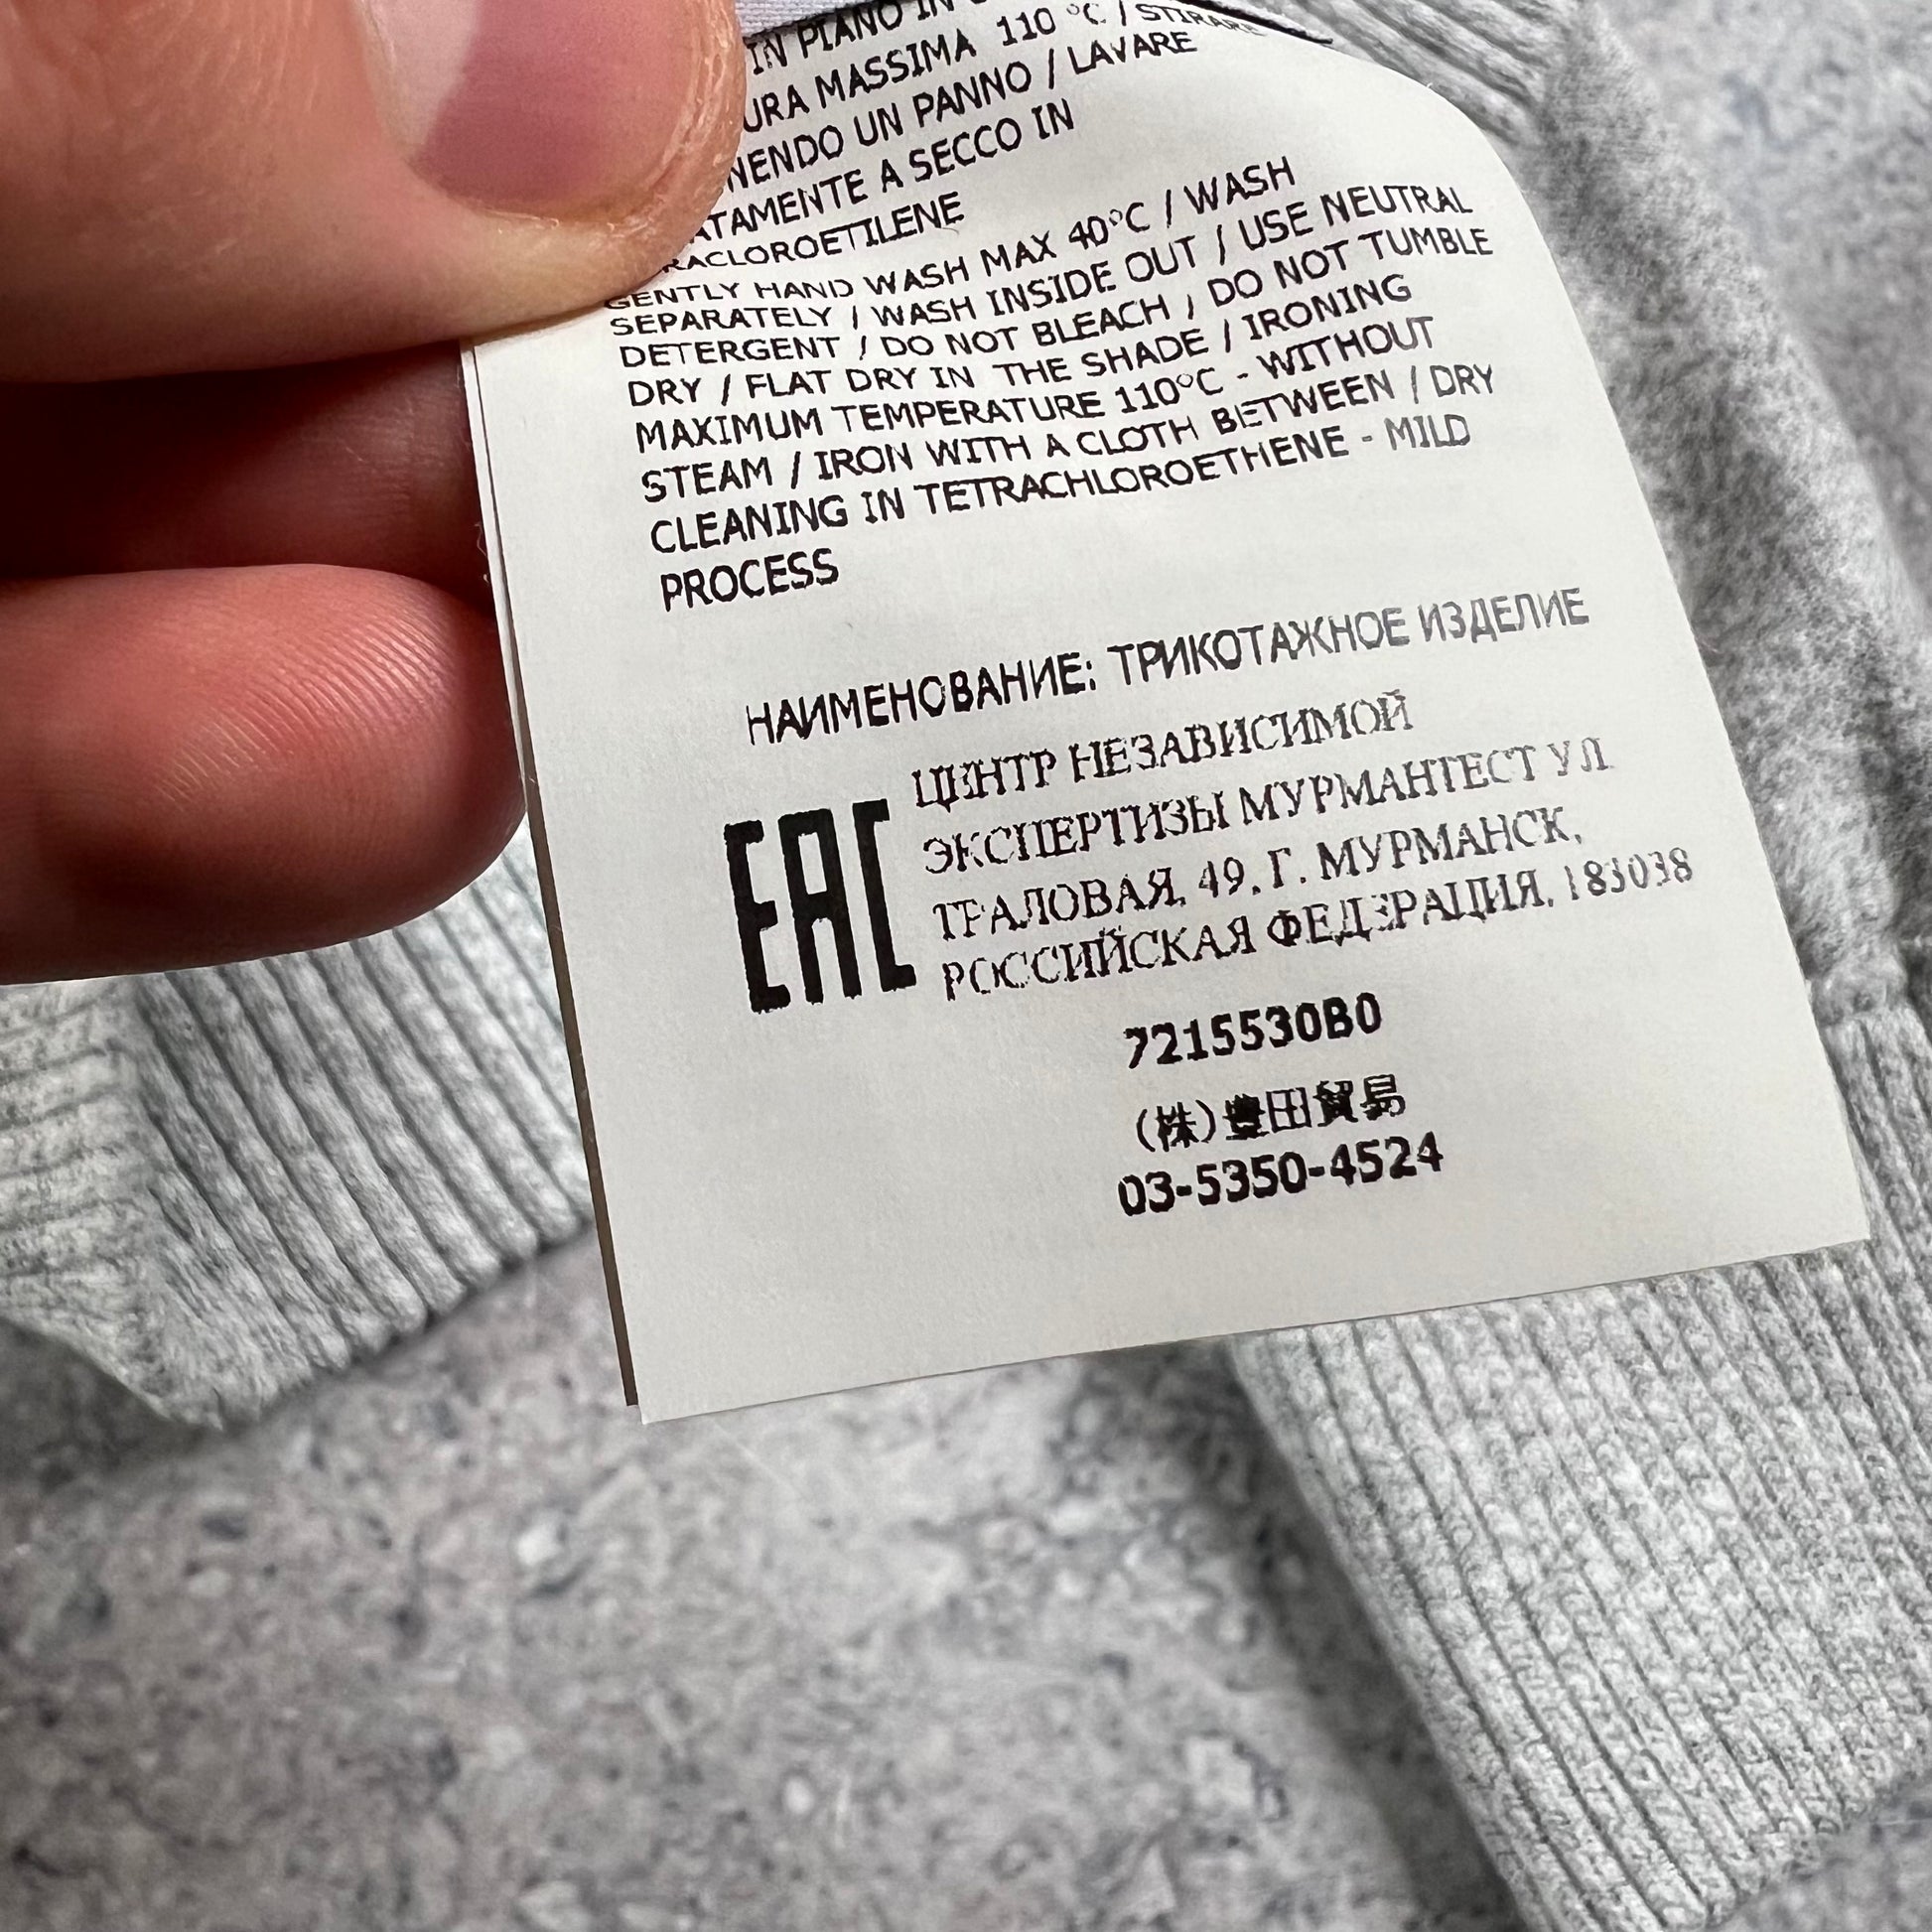 IN PIANO IN
URA MASSIMA 110 °C / STIRARE
NENDO UN PANNO / LAVARE
ATAMENTE A SECCO IN
RACLOROETILENE
GENTLY HAND WASH MAX 40°C / WASH
SEPARATELY / WASH INSIDE OUT / USE NEUTRAL
DETERGENT / DO NOT BLEACH / DO NOT TUMBLE
DRY / FLAT DRY IN THE SHADE / IRONING
MAXIMUM TEMPERATURE 110°C - WITHOUT
STEAM / IRON WITH A CLOTH BETWEEN / DRY
CLEANING IN TETRACHLOROETHENE - MILD
PROCESS
НАИМЕНОВАНИЕ: ТРИКОТАЖНОЕ ИЗДЕЛИЕ
EAC
ЦЕНТР НЕЗАВИСИМОЙ
ЭКСПЕРТИЗЫ МУРМАНТЕСТ УЛ.
ТРАЛОВАЯ, 49, Г. МУРМАНСК,
РОССИЙСКАЯ ФЕДЕРАЦИЯ, 183038
7215530B0
(株)豊田貿易
03-5350-4524